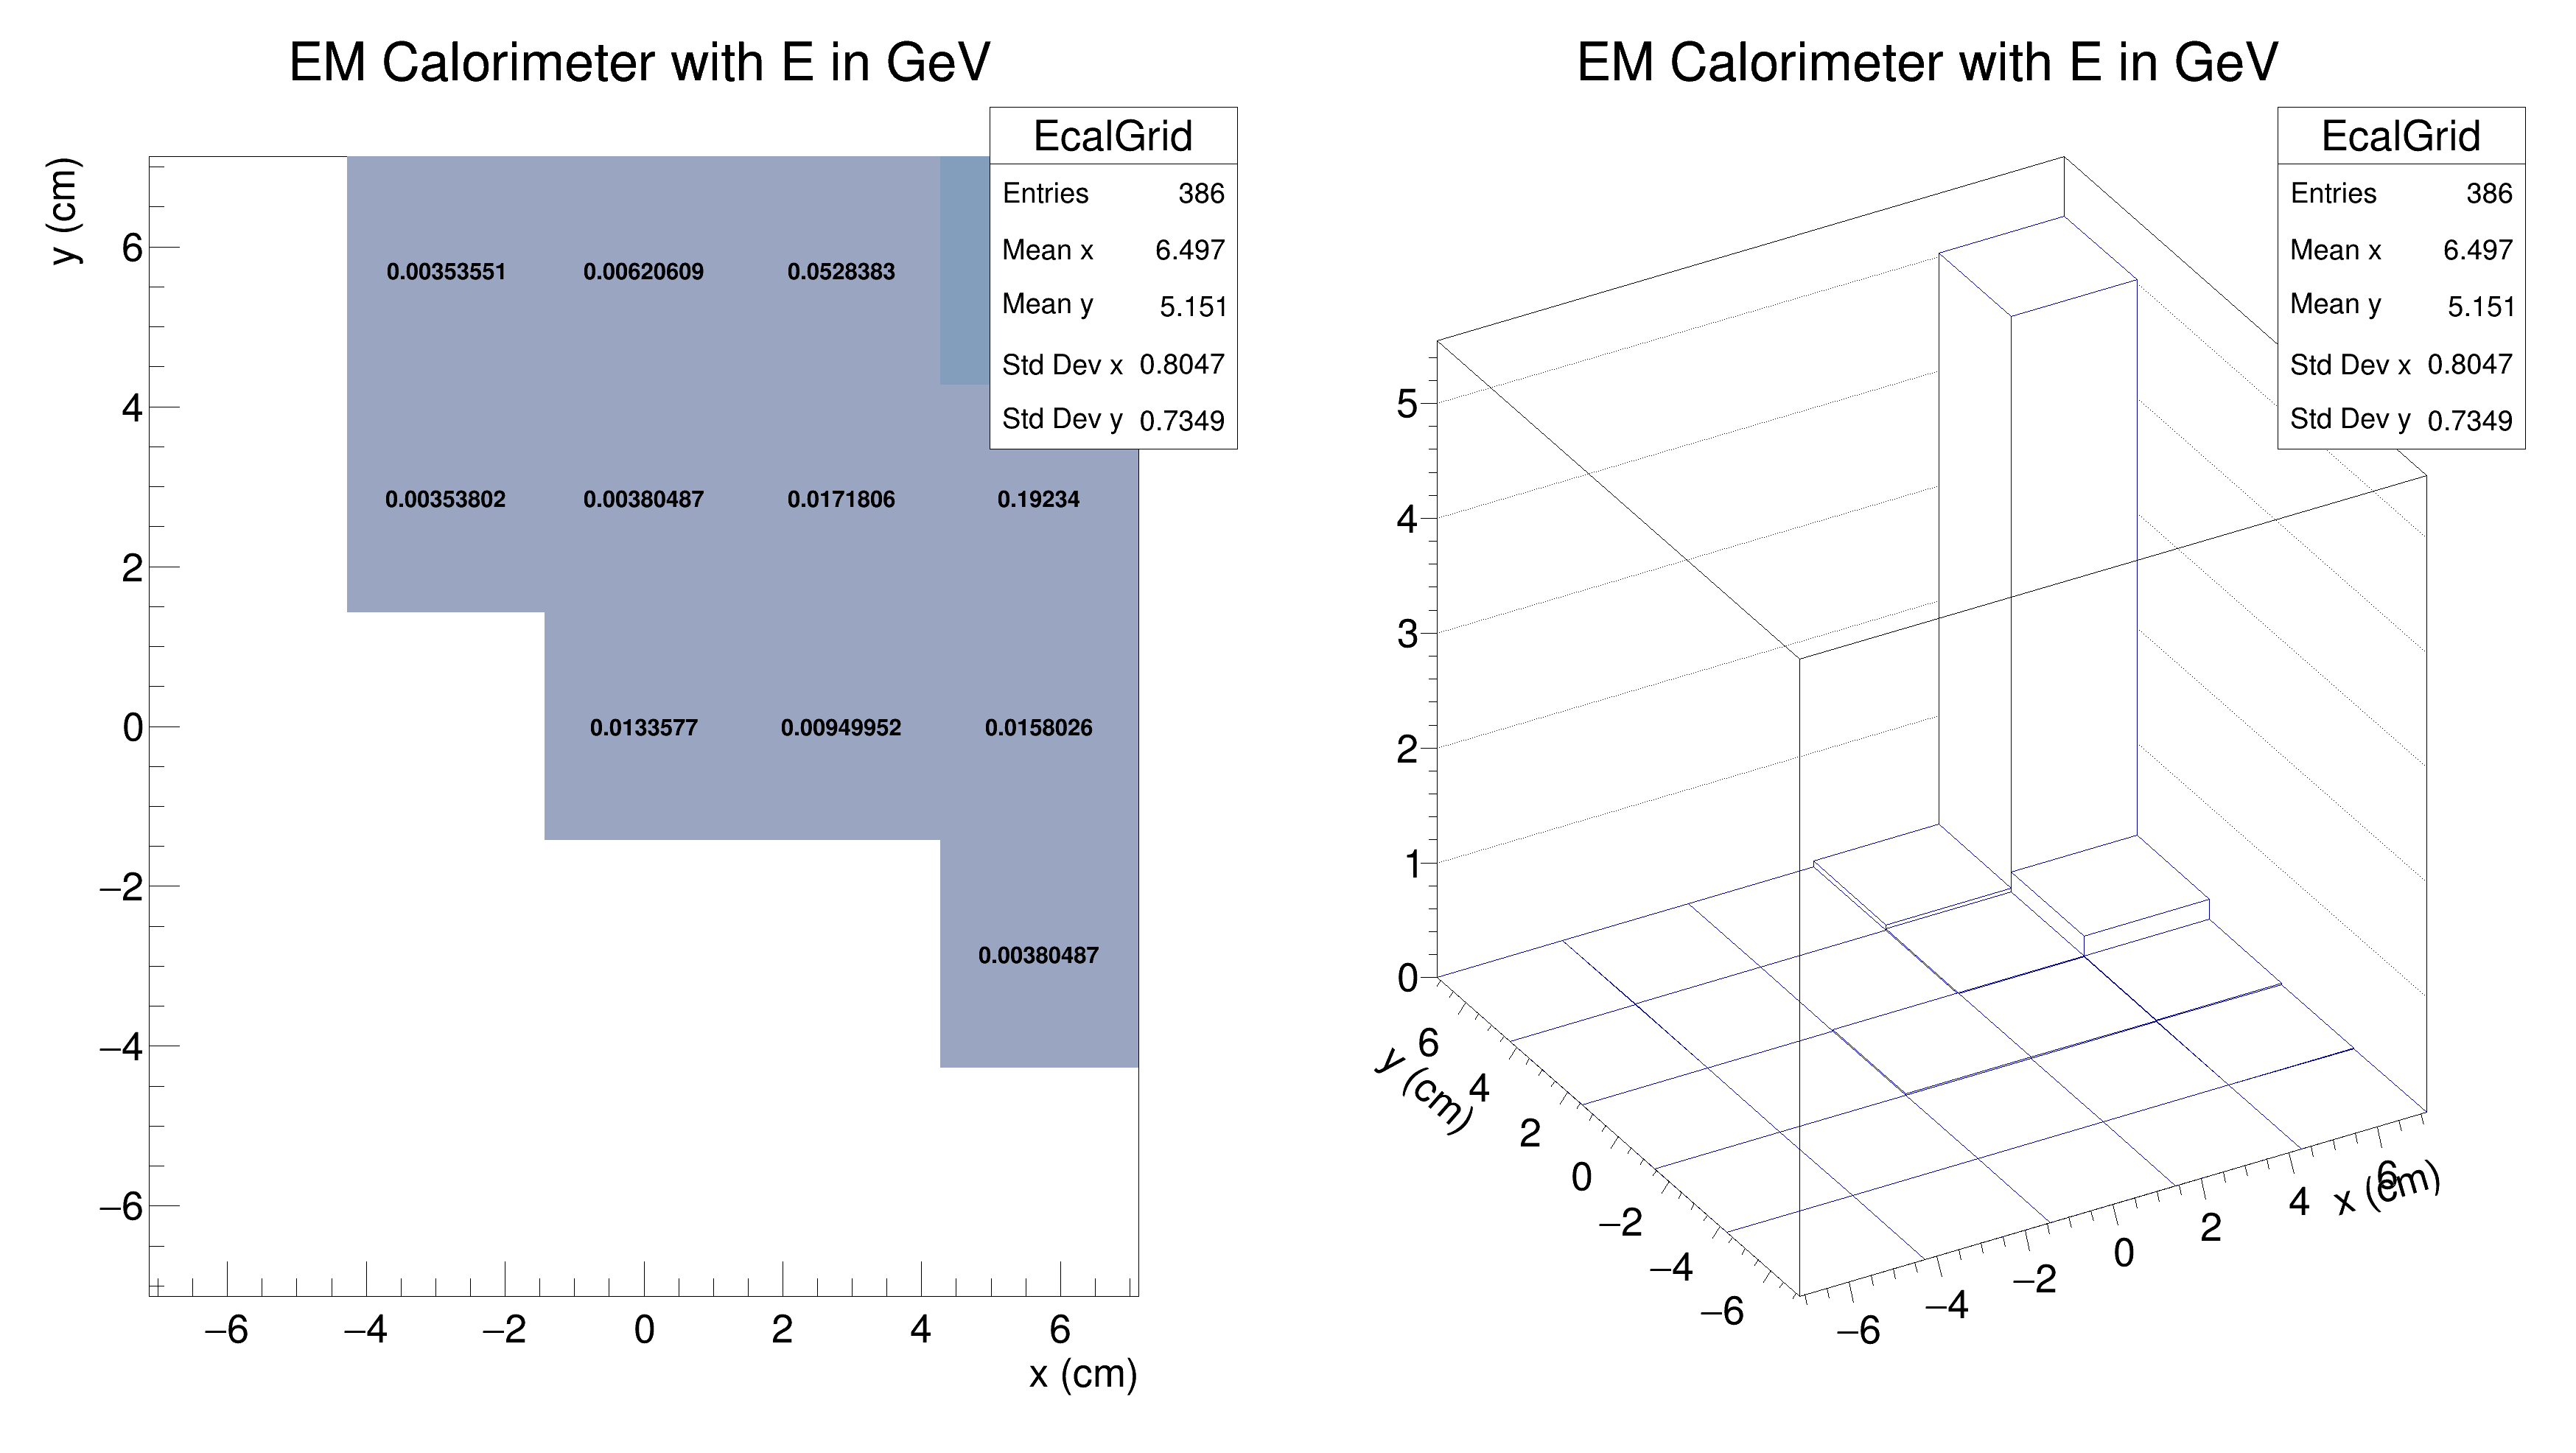 EM Calorimeter with E in GeV
EcalGrid
Entries 386
Mean x 6.497
Mean y 5.151
Std Dev x 0.8047
Std Dev y 0.7349
y (cm)
6
4
2
0
−2
−4
−6
0.00353551 0.00620609 0.0528383
0.00353802 0.00380487 0.0171806 0.19234
0.0133577 0.00949952 0.0158026
0.00380487
−6 −4 −2 0 2 4 6
x (cm)
EM Calorimeter with E in GeV
EcalGrid
Entries 386
Mean x 6.497
Mean y 5.151
Std Dev x 0.8047
Std Dev y 0.7349
5
4
3
2
1
0
6
4
2
0
−2
−4
−6
y (cm)
−6
−4
−2
0
2
4
6
x (cm)